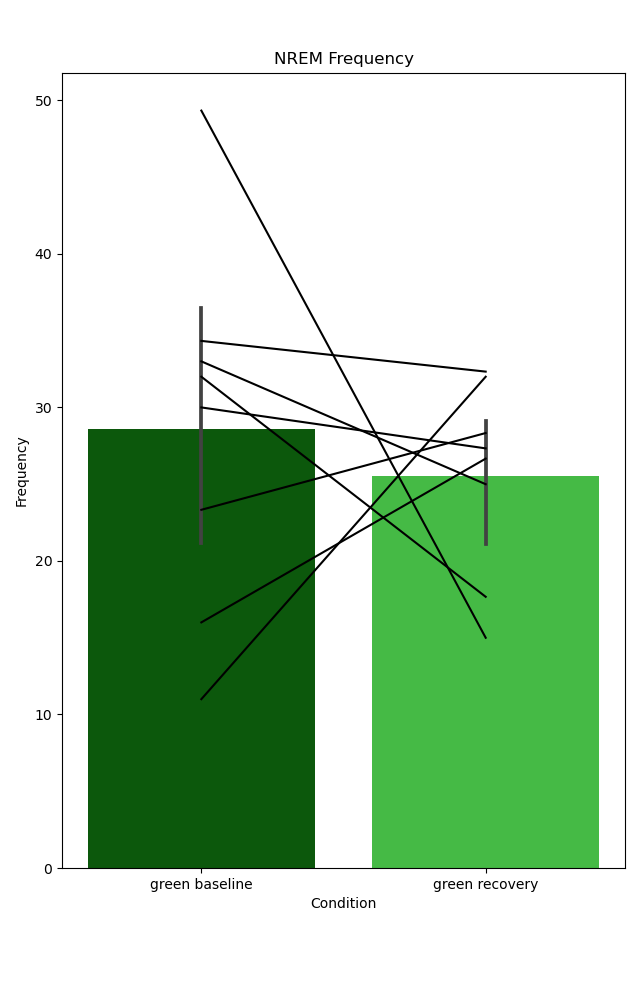 NREM Frequency
50
40
30
20
10
0
Frequency
green baseline
green recovery
Condition